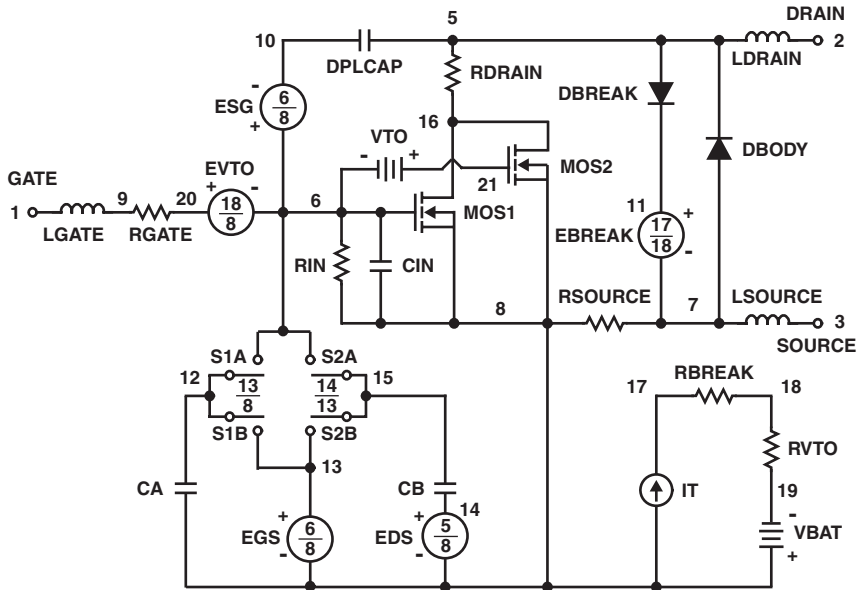 5
DRAIN
10
2
DPLCAP
LDRAIN
RDRAIN
-
6
8
+
ESG
DBREAK
16
VTO
- +
DBODY
EVTO
MOS2
GATE
+ -
21
9
20
18
8
6
11
1
MOS1
+
LGATE
RGATE
EBREAK
17
18
-
RIN
CIN
8
RSOURCE
7
LSOURCE
3
SOURCE
S1A
S2A
RBREAK
12
13
8
14
13
15
17
18
S1B
S2B
RVTO
13
CA
CB
IT
19
+
14
-
EGS
6
8
-
+
EDS
5
8
-
VBAT
+